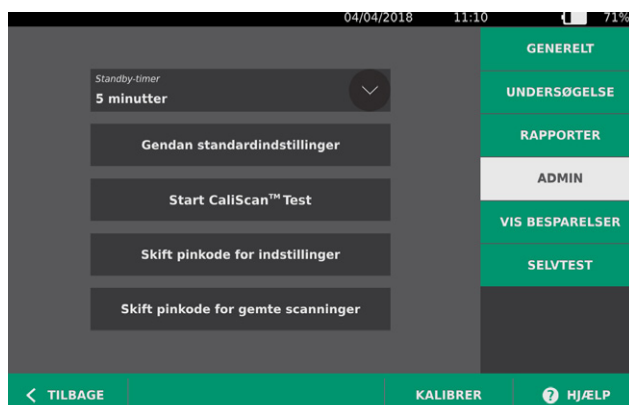 04/04/2018 11:10 71%
GENERELT
Standby-timer
5 minutter
UNDERSØGELSE
Gendan standardindstillinger
RAPPORTER
Start CaliScan™ Test
ADMIN
VIS BESPARELSER
Skift pinkode for indstillinger
SELVTEST
Skift pinkode for gemte scanninger
TILBAGE
KALIBRER
? HJÆLP